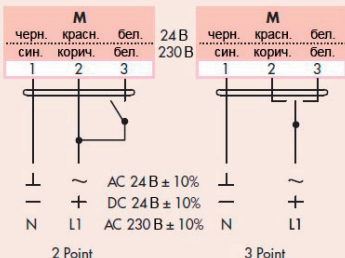 M M
черн. красн. бел. 24 В черн. красн. бел.
син. корич. бел. 230 В син. корич. бел.
1 2 3 1 2 3
⊥ ~ AC 24 В ± 10% ⊥ ~
− + DC 24 В ± 10% − +
N L1 AC 230 В ± 10% N L1
2 Point 3 Point